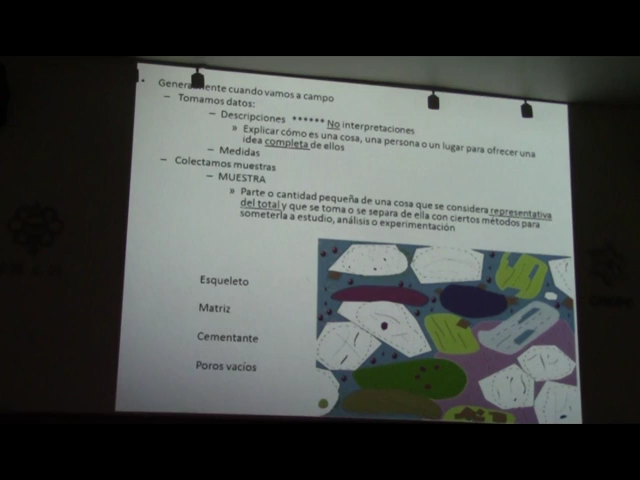 Generalmente cuando vamos a campo
– Tomamos datos:
– Descripciones ****** No interpretaciones
» Explicar cómo es una cosa, una persona o un lugar para ofrecer una
idea completa de ellos
– Medidas
– Colectamos muestras
– MUESTRA
» Parte o cantidad pequeña de una cosa que se considera representativa
del total y que se toma o se separa de ella con ciertos métodos para
someterla a estudio, análisis o experimentación
Esqueleto
Matriz
Cementante
Poros vacíos